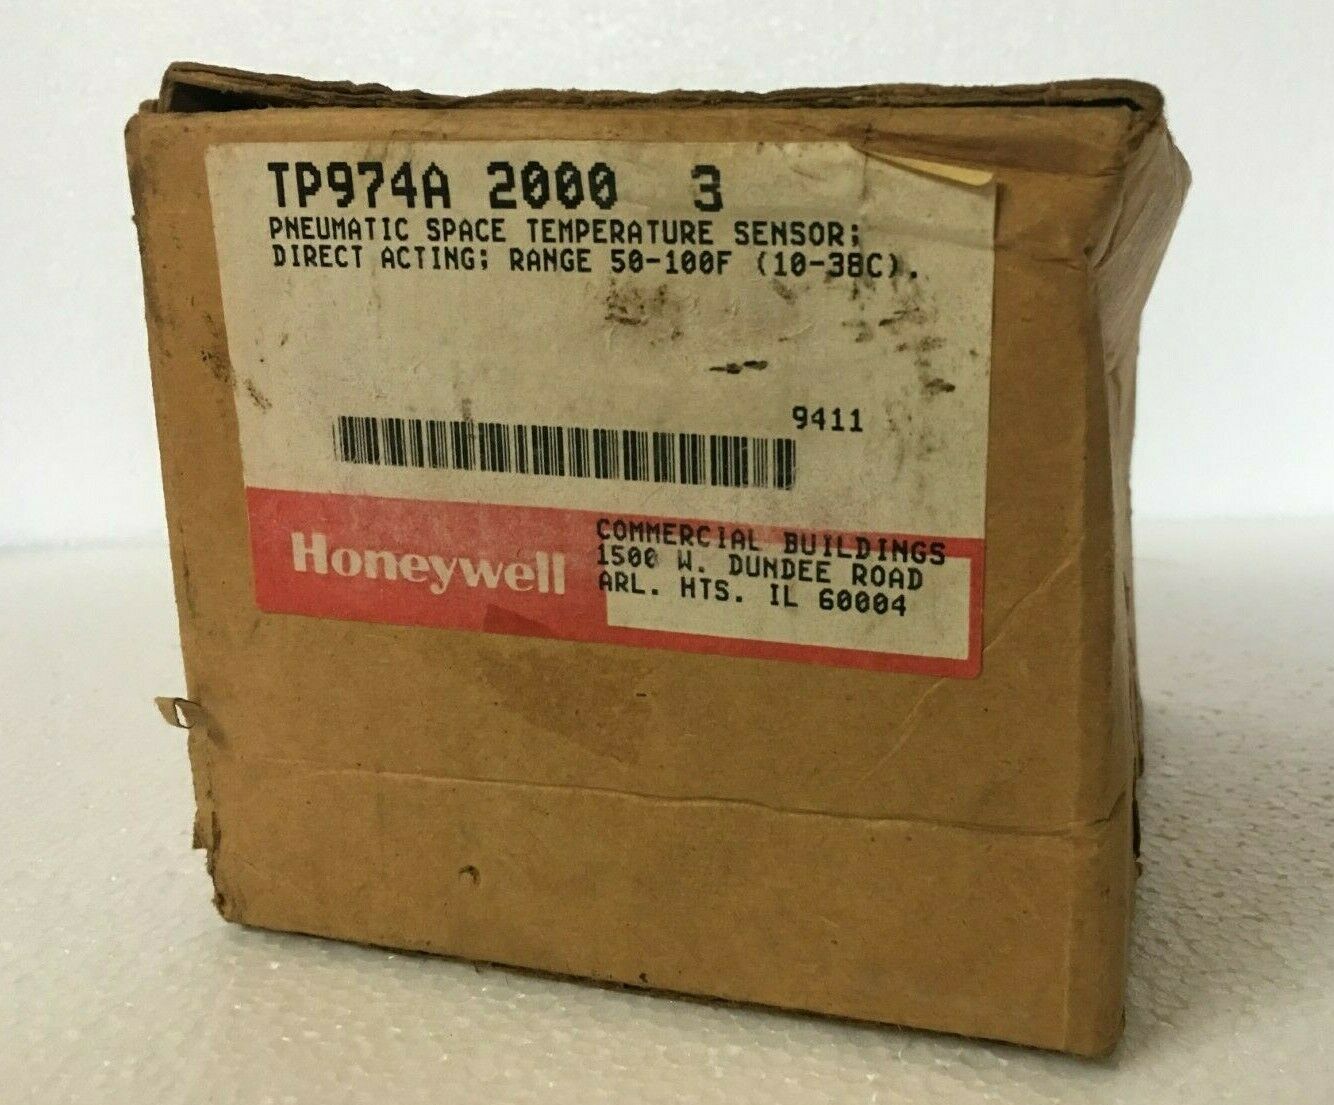 TP974A 2000 3
PNEUMATIC SPACE TEMPERATURE SENSOR;
DIRECT ACTING; RANGE 50-100F (10-38C).
9411
Honeywell
COMMERCIAL BUILDINGS
1500 W. DUNDEE ROAD
ARL. HTS. IL 60004